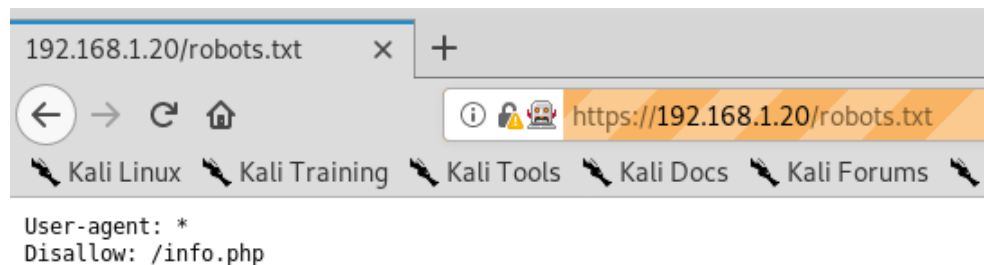 192.168.1.20/robots.txt
https://192.168.1.20/robots.txt
Kali Linux Kali Training Kali Tools Kali Docs Kali Forums
User-agent: *
Disallow: /info.php